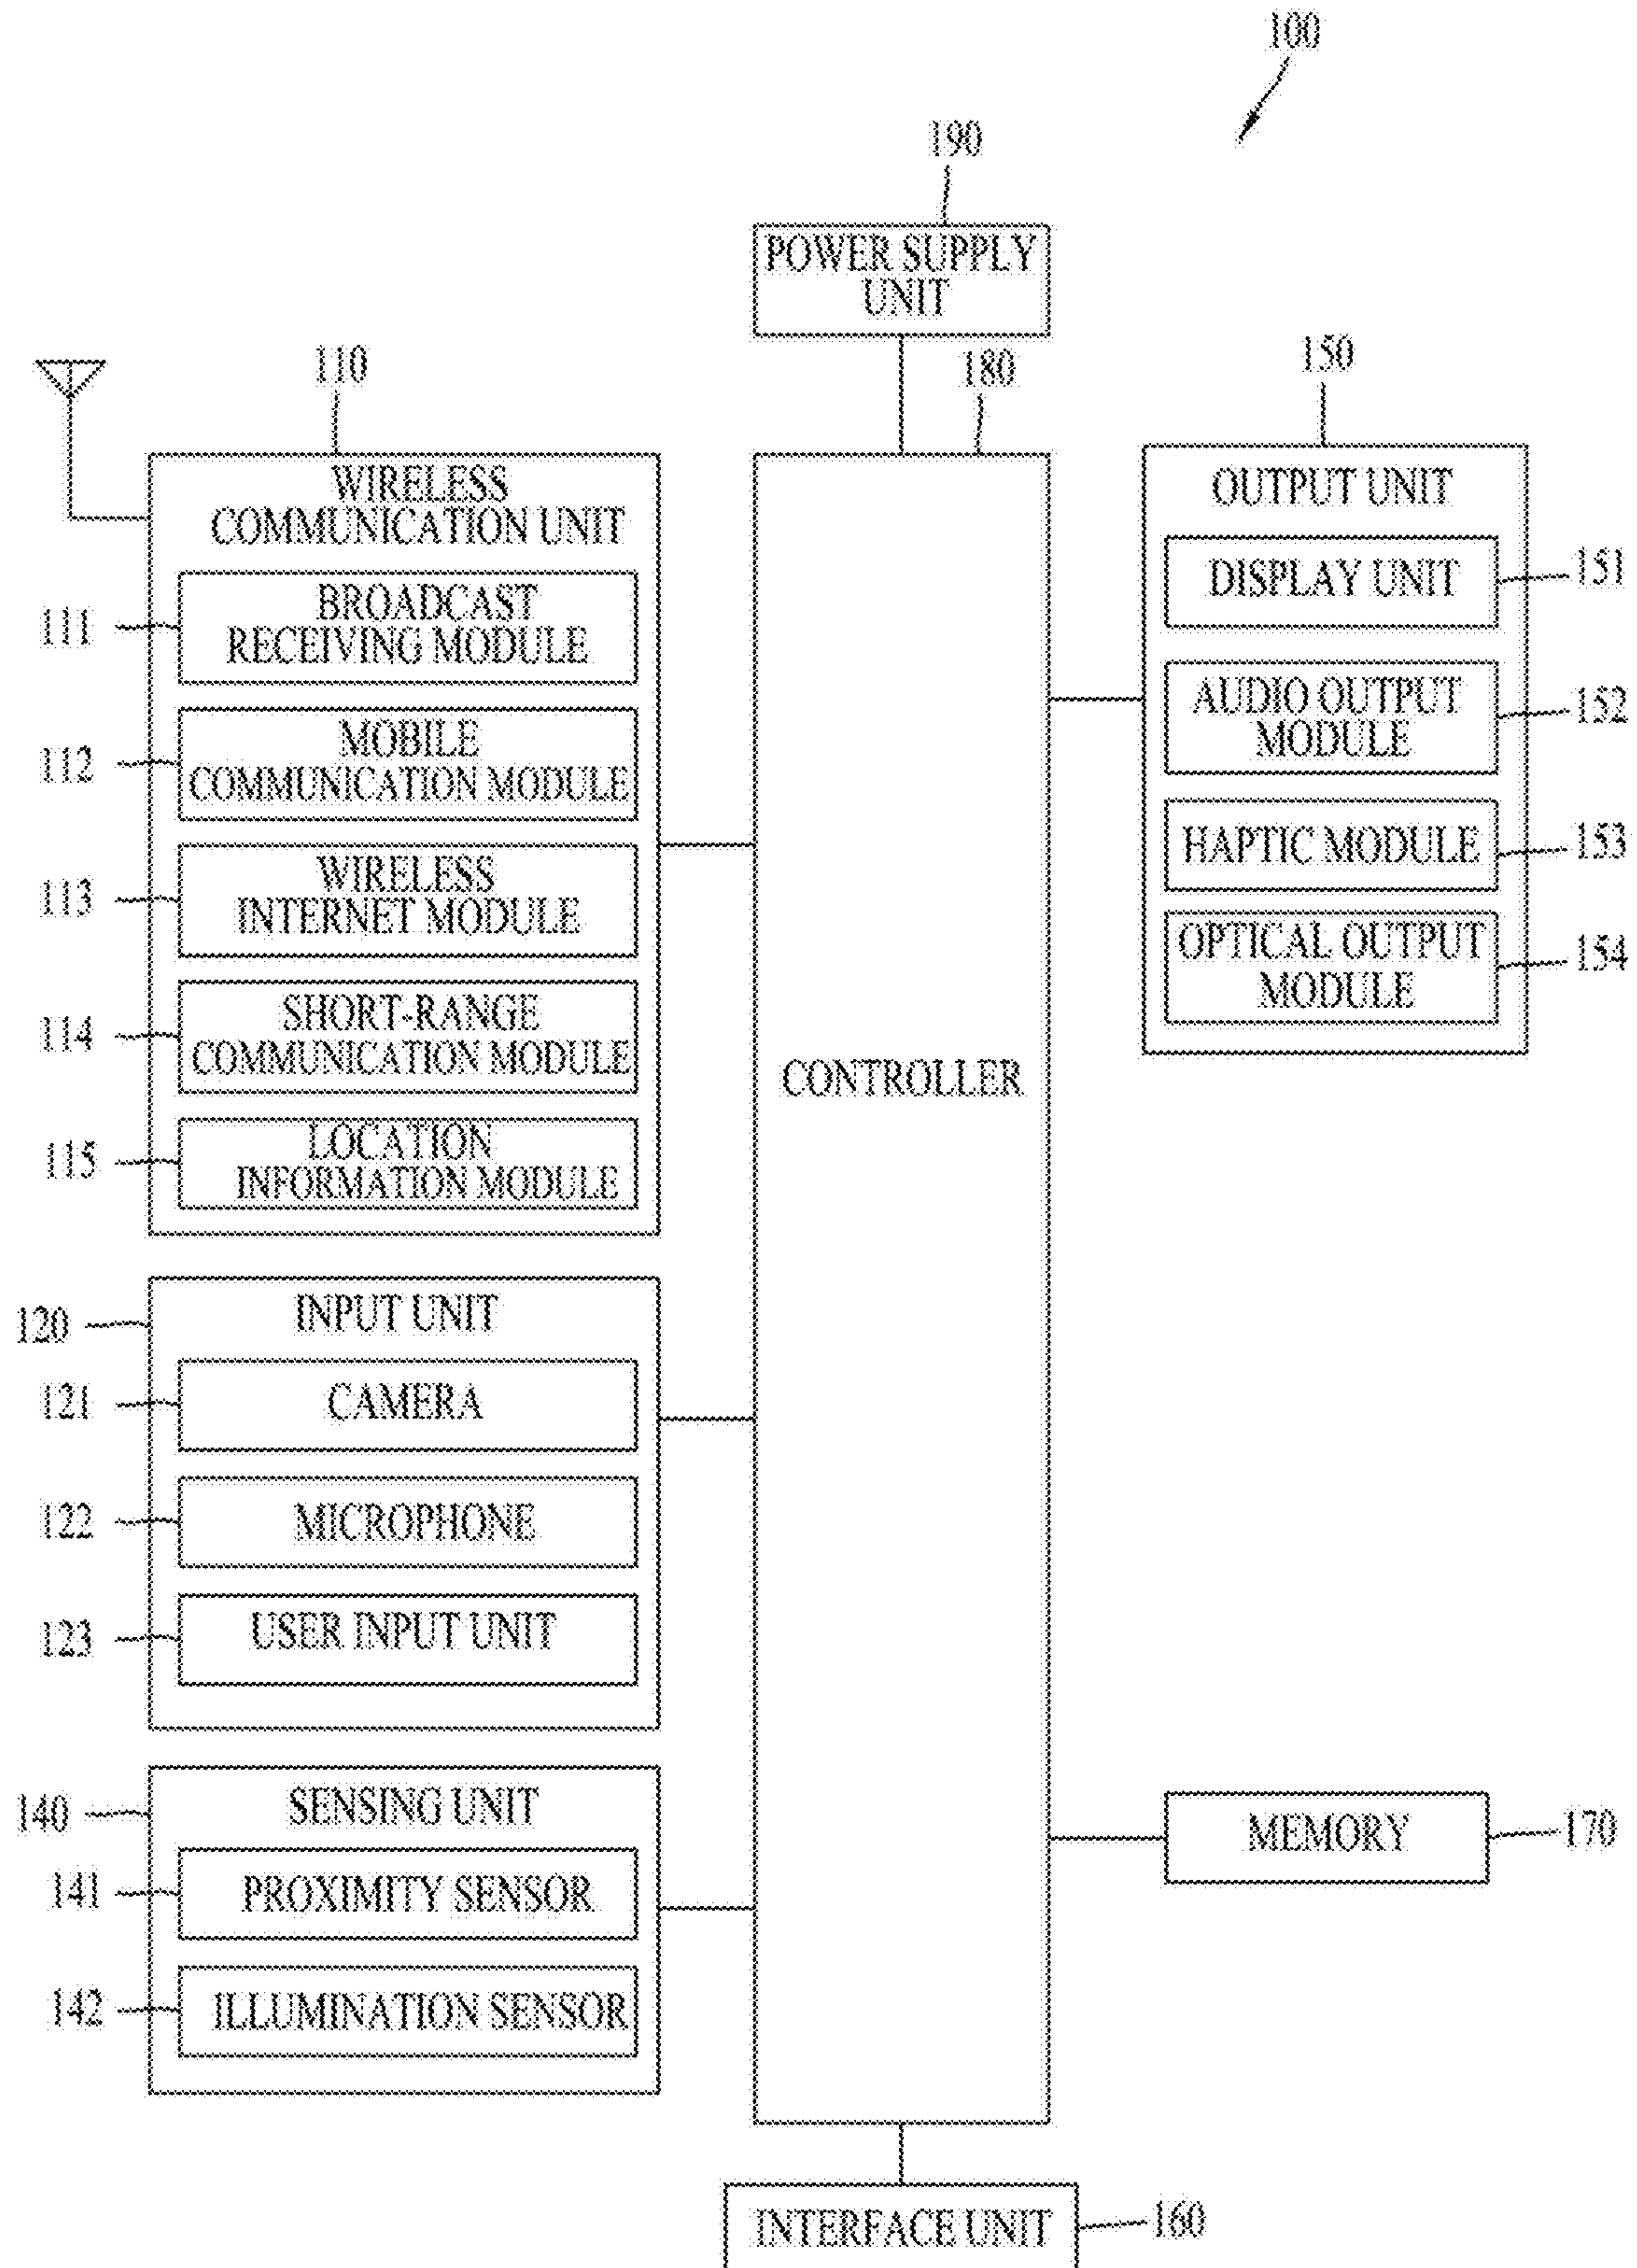 100
190
POWER SUPPLY
UNIT
110
180
150
WIRELESS
COMMUNICATION UNIT
111
BROADCAST
RECEIVING MODULE
112
MOBILE
COMMUNICATION MODULE
113
WIRELESS
INTERNET MODULE
114
SHORT-RANGE
COMMUNICATION MODULE
115
LOCATION
INFORMATION MODULE
120
INPUT UNIT
121
CAMERA
122
MICROPHONE
123
USER INPUT UNIT
140
SENSING UNIT
141
PROXIMITY SENSOR
142
ILLUMINATION SENSOR
CONTROLLER
OUTPUT UNIT
DISPLAY UNIT
151
AUDIO OUTPUT
MODULE
152
HAPTIC MODULE
153
OPTICAL OUTPUT
MODULE
154
MEMORY
170
INTERFACE UNIT
160